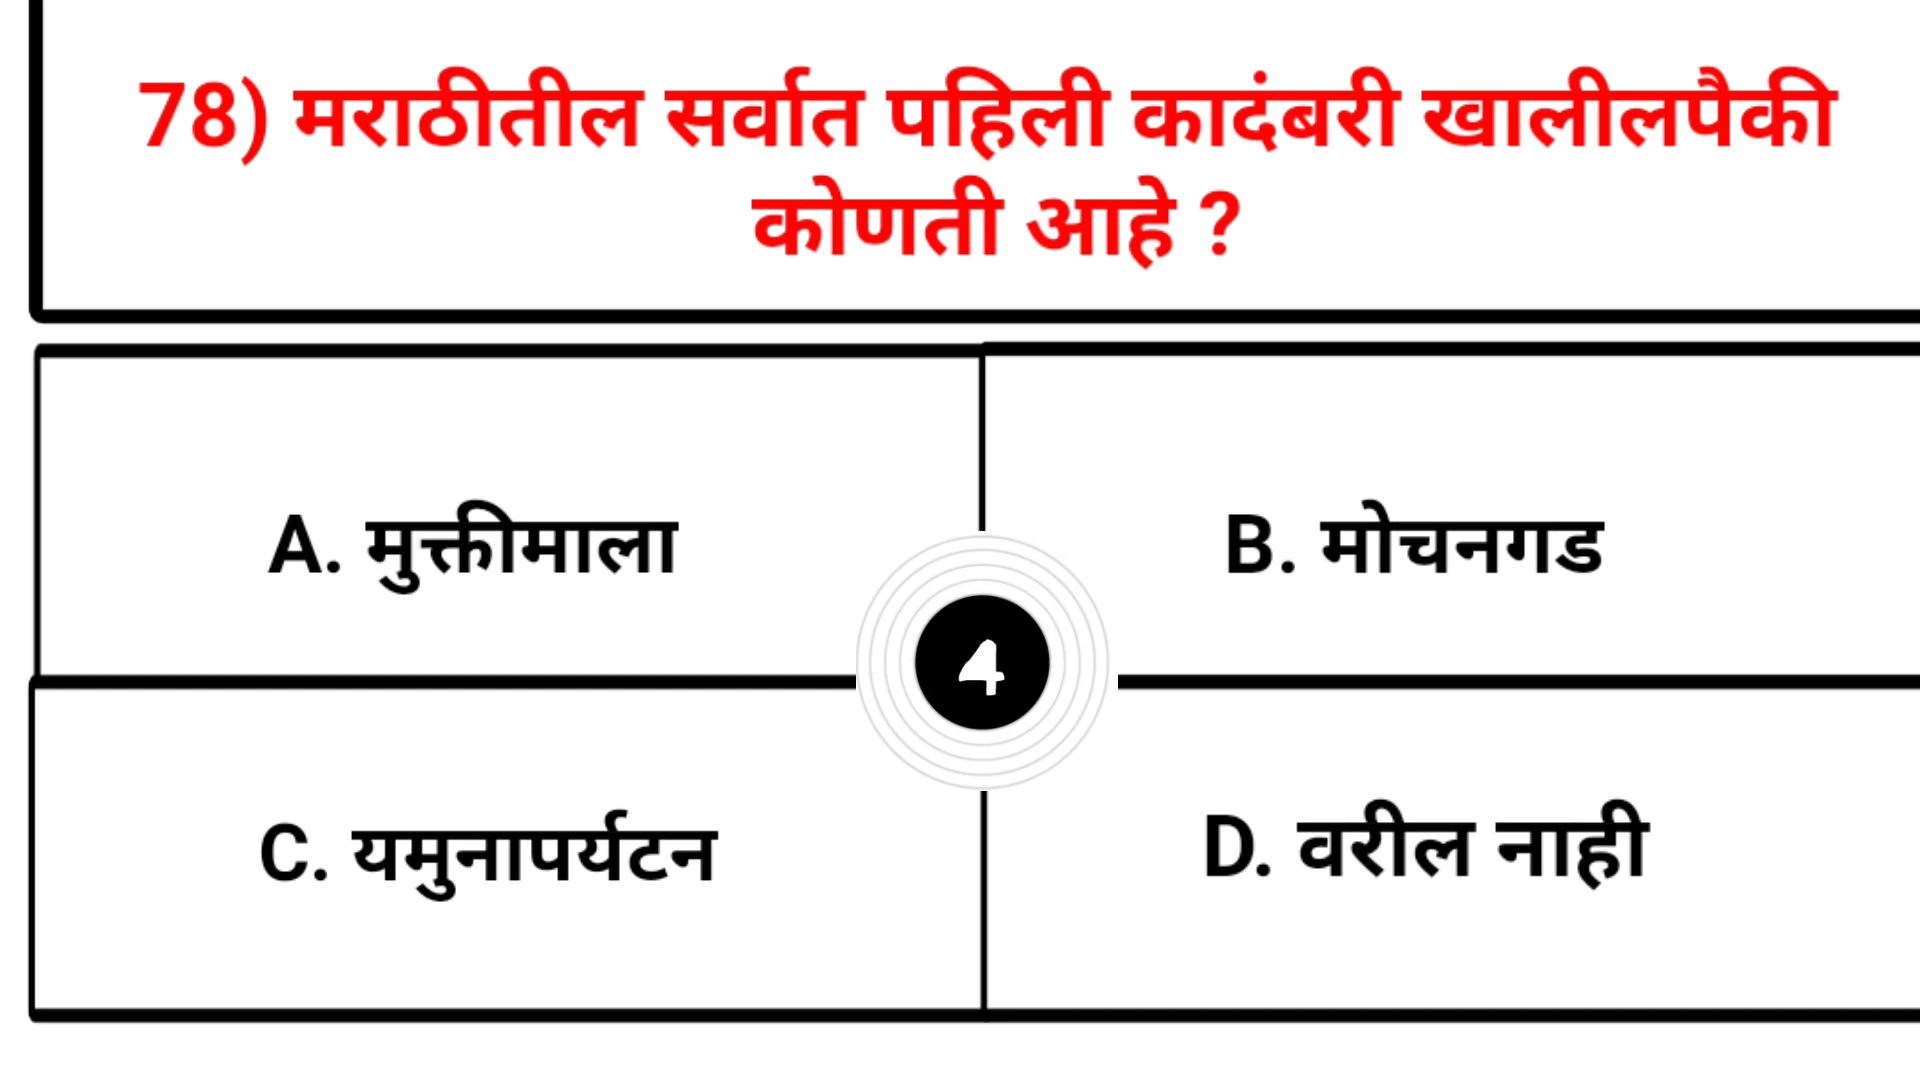 78) मराठीतील सर्वात पहिली कादंबरी खालीलपैकी
कोणती आहे ?
A. मुक्तीमाला
B. मोचनगड
4
C. यमुनापर्यटन
D. वरील नाही